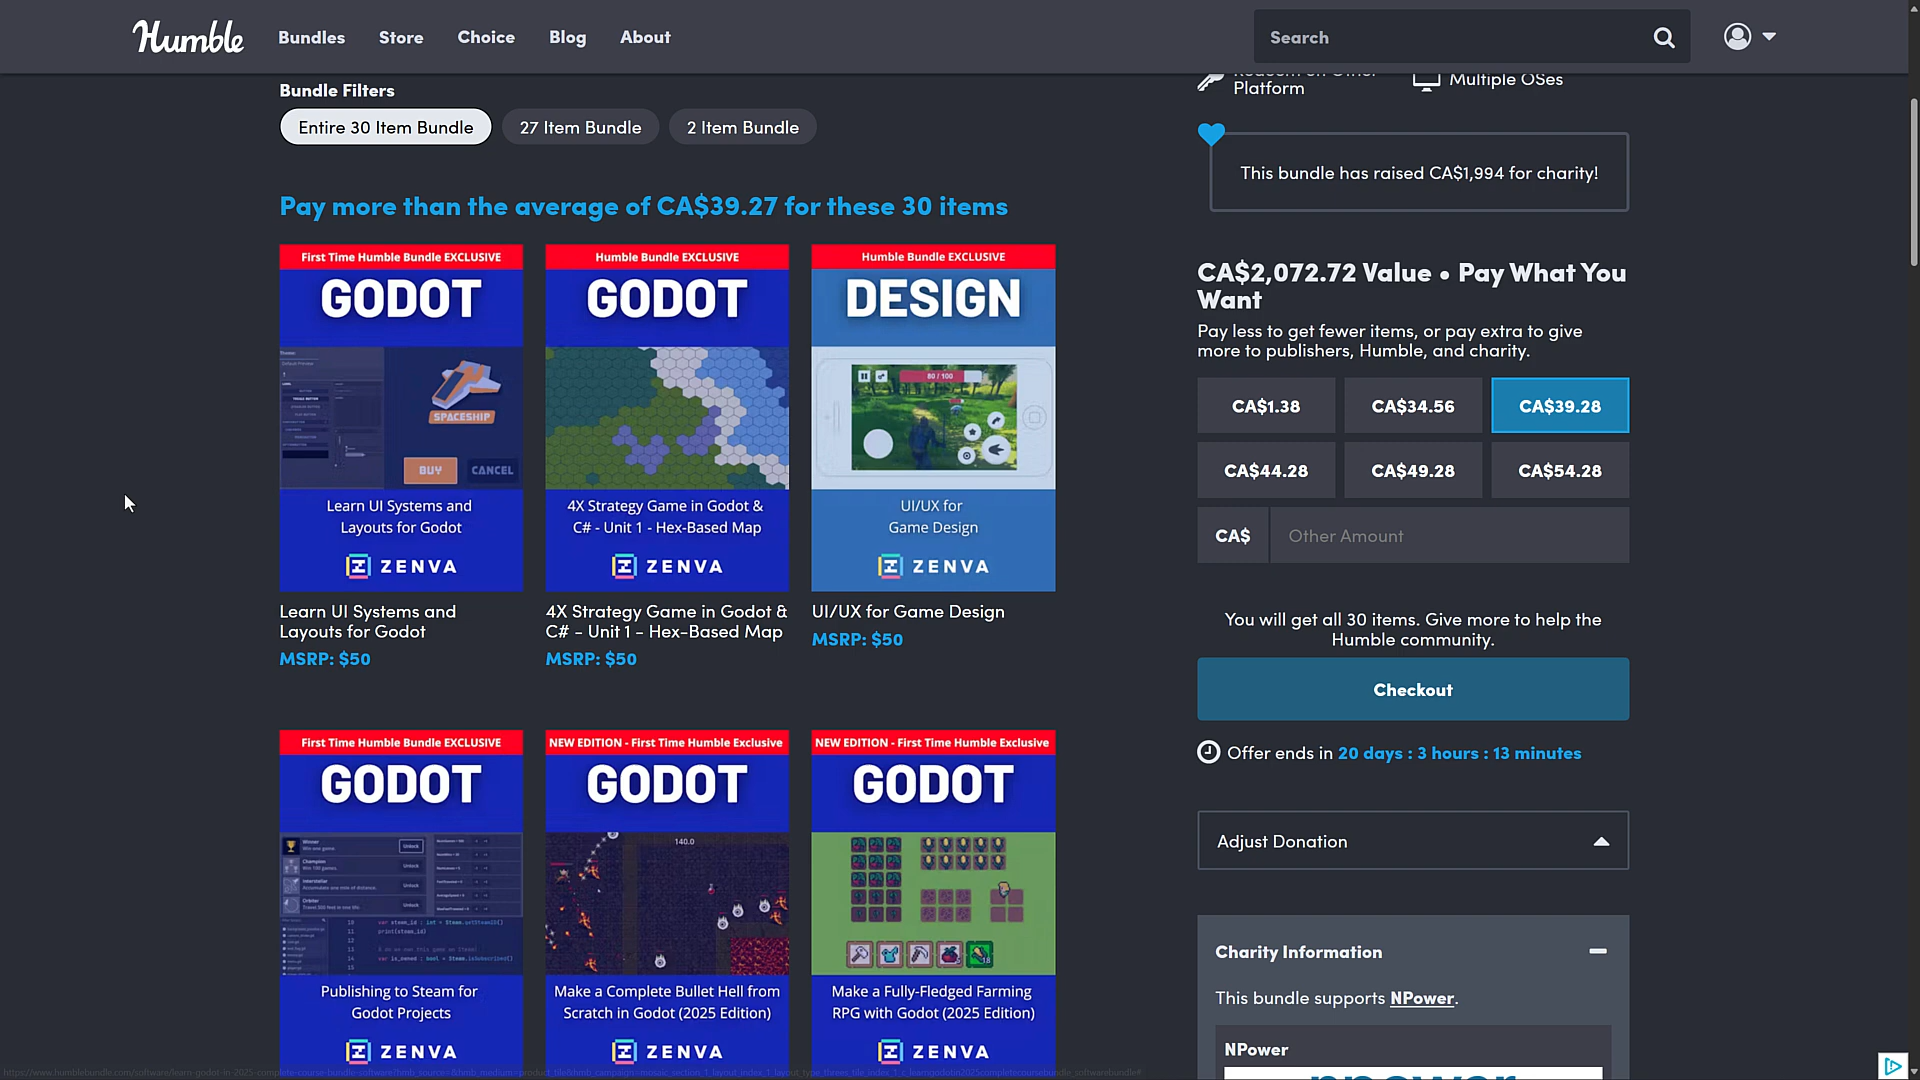 Humble
Bundles
Store
Choice
Blog
About
Search
Bundle Filters
Entire 30 Item Bundle
27 Item Bundle
2 Item Bundle
Pay more than the average of CA$39.27 for these 30 items
First Time Humble Bundle EXCLUSIVE
GODOT
SPACESHIP
BUY
CANCEL
Learn UI Systems and
Layouts for Godot
ZENVA
Learn UI Systems and
Layouts for Godot
MSRP: $50
Humble Bundle EXCLUSIVE
GODOT
4X Strategy Game in Godot &
C# - Unit 1 - Hex-Based Map
ZENVA
4X Strategy Game in Godot &
C# - Unit 1 - Hex-Based Map
MSRP: $50
Humble Bundle EXCLUSIVE
DESIGN
80 / 100
UI/UX for
Game Design
ZENVA
UI/UX for Game Design
MSRP: $50
First Time Humble Bundle EXCLUSIVE
GODOT
Publishing to Steam for
Godot Projects
ZENVA
NEW EDITION - First Time Humble Exclusive
GODOT
140.0
Make a Complete Bullet Hell from
Scratch in Godot (2025 Edition)
ZENVA
NEW EDITION - First Time Humble Exclusive
GODOT
Make a Fully-Fledged Farming
RPG with Godot (2025 Edition)
ZENVA
Platform
Multiple OSes
This bundle has raised CA$1,994 for charity!
CA$2,072.72 Value • Pay What You
Want
Pay less to get fewer items, or pay extra to give
more to publishers, Humble, and charity.
CA$1.38
CA$34.56
CA$39.28
CA$44.28
CA$49.28
CA$54.28
CA$
Other Amount
You will get all 30 items. Give more to help the
Humble community.
Checkout
Offer ends in 20 days : 3 hours : 13 minutes
Adjust Donation
Charity Information
This bundle supports NPower.
NPower